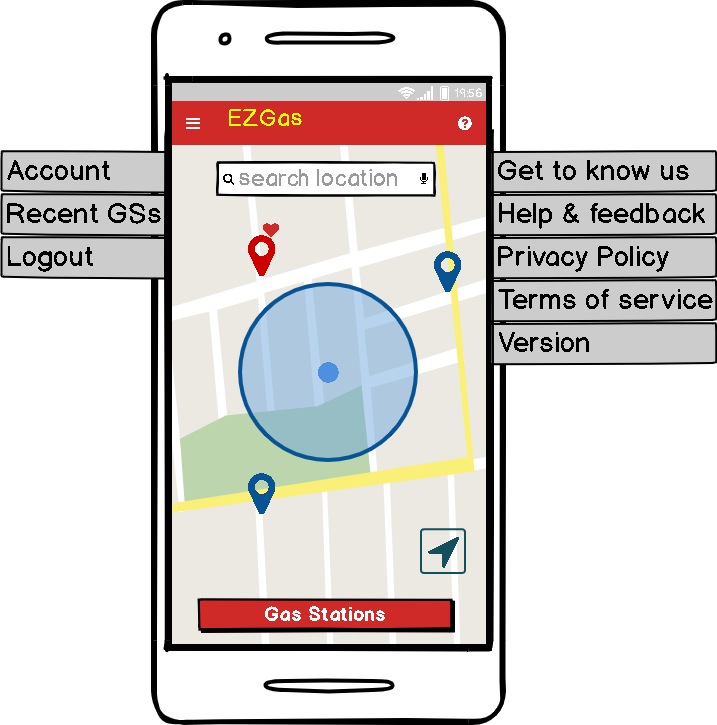 19:56
EZGas
?
search location
Account
Recent GSs
Logout
Get to know us
Help & feedback
Privacy Policy
Terms of service
Version
Gas Stations